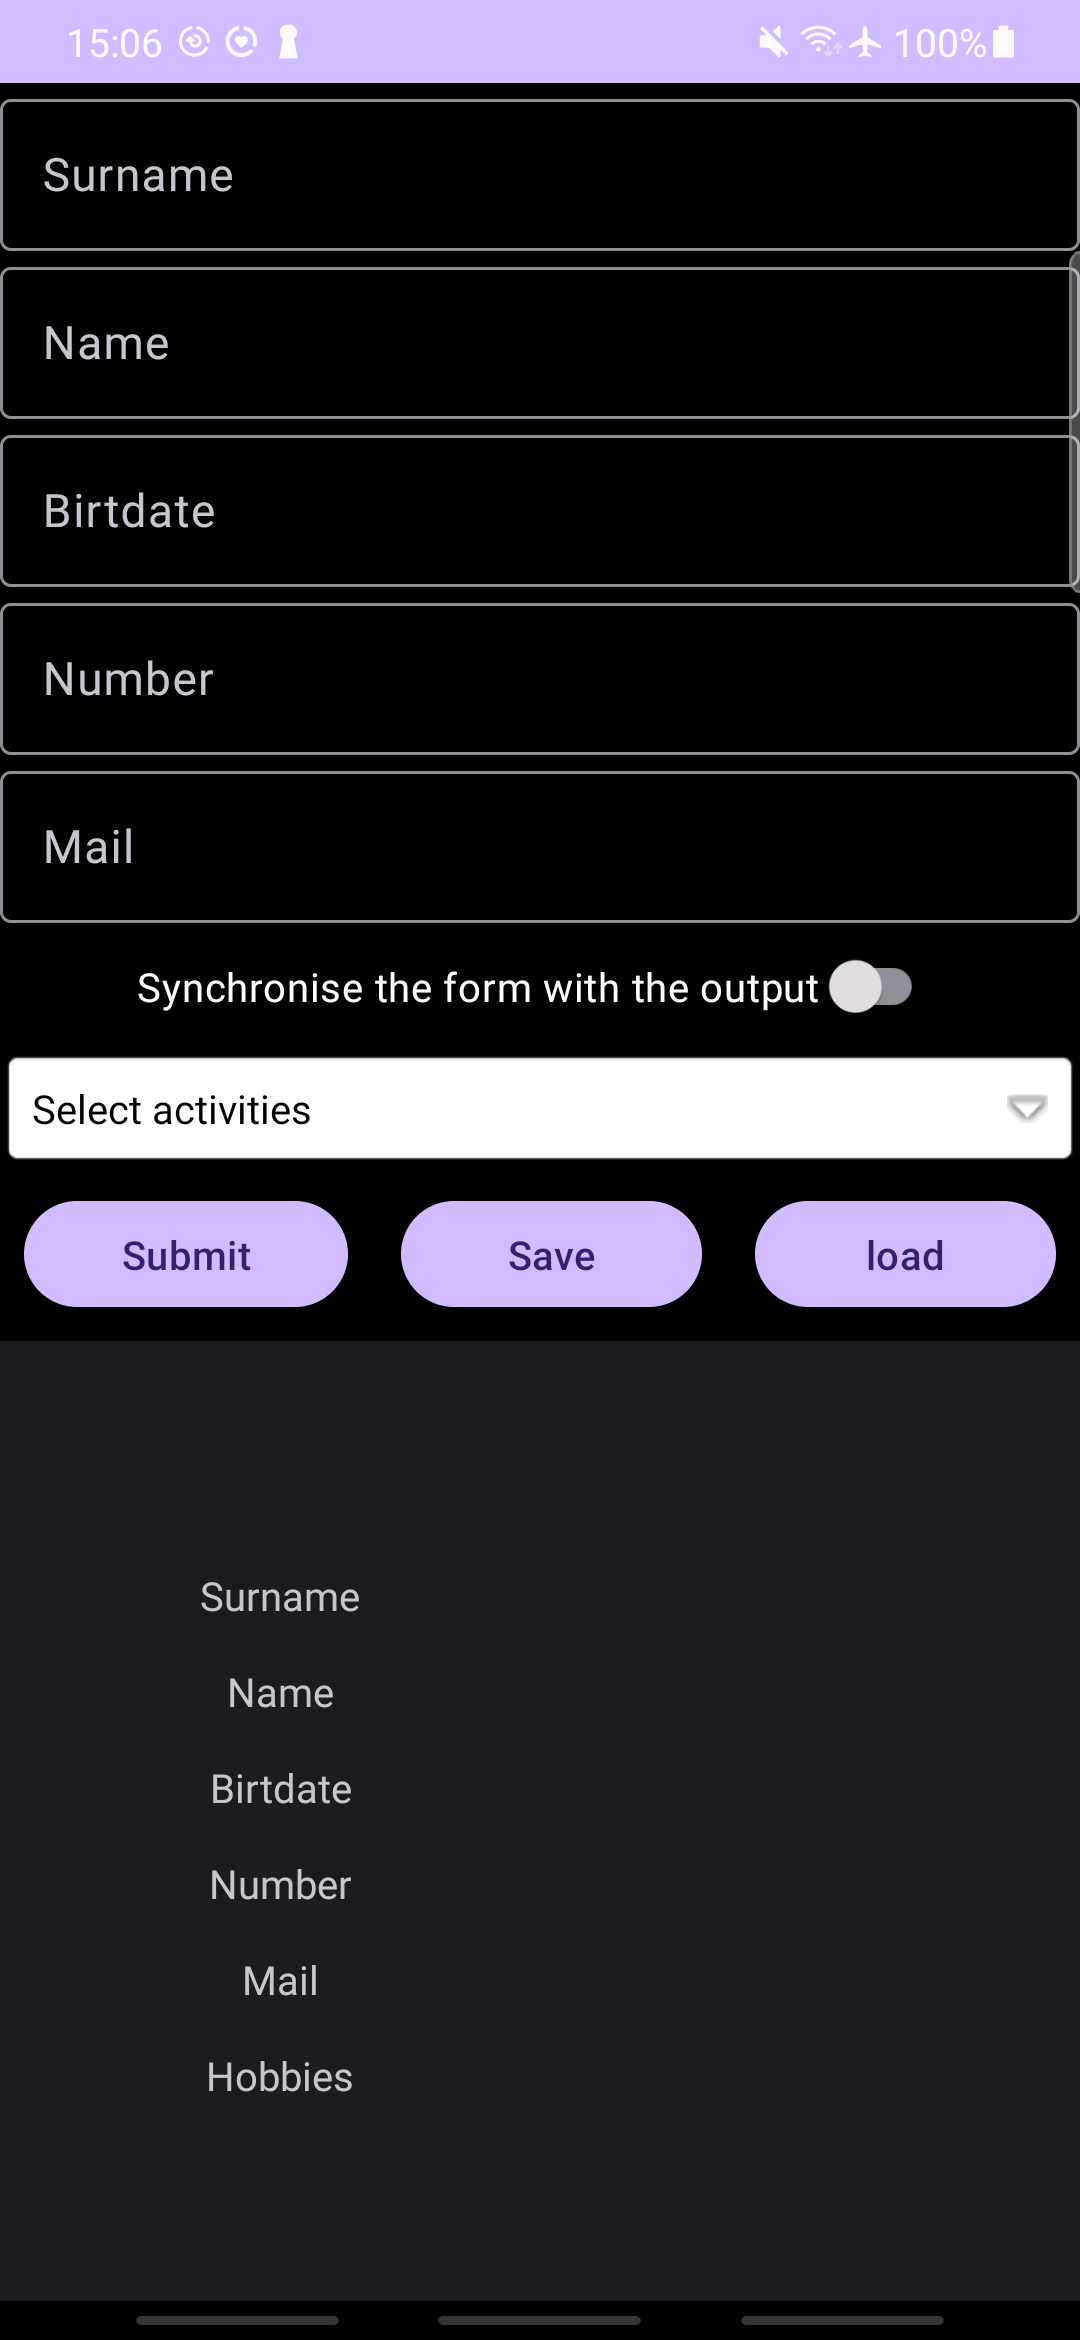 15:06 100%
Surname
Name
Birtdate
Number
Mail
Synchronise the form with the output
Select activities
Submit Save load
Surname
Name
Birtdate
Number
Mail
Hobbies